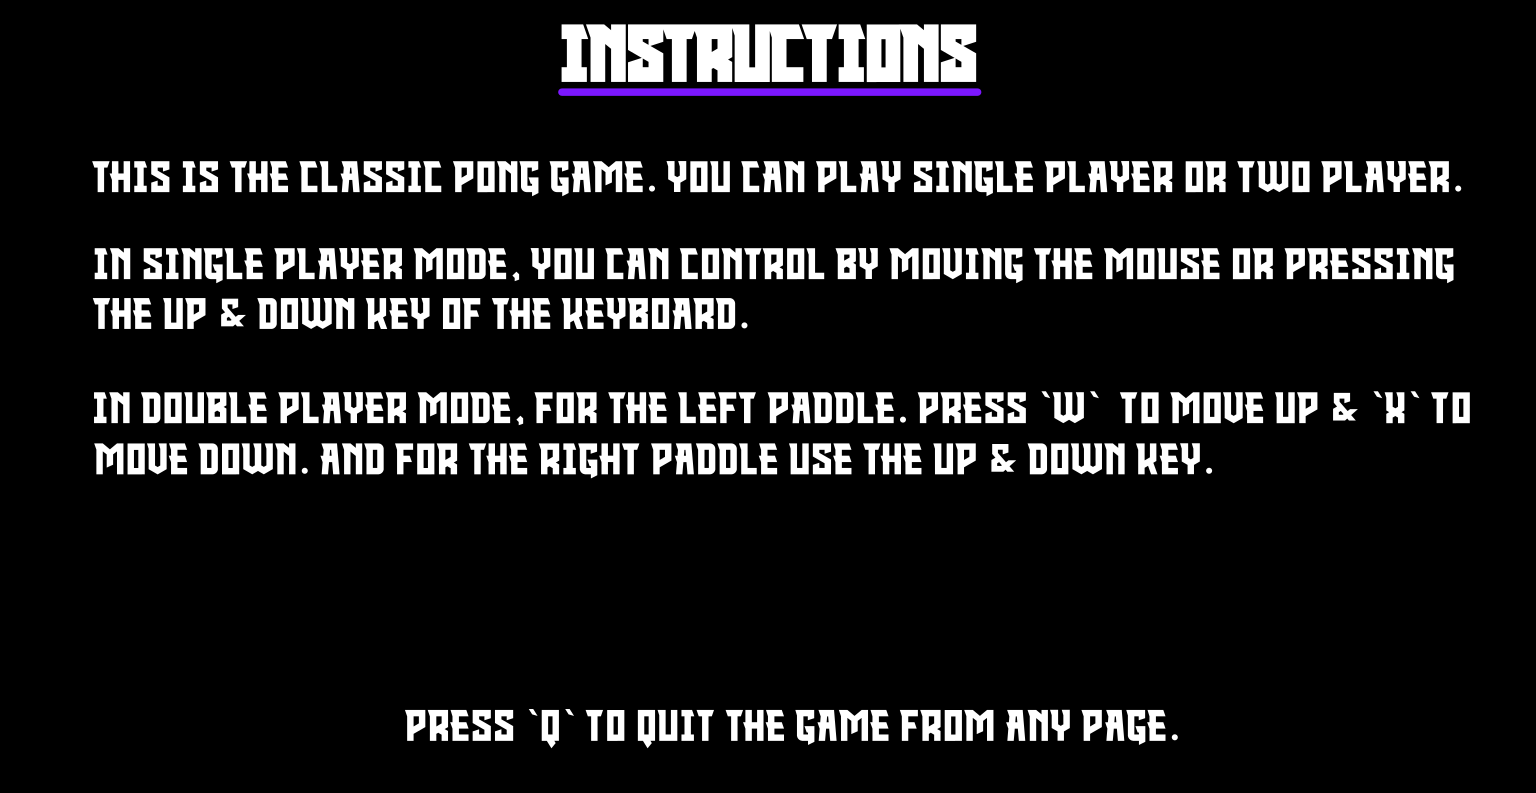 INSTRUCTIONS
THIS IS THE CLASSIC PONG GAME. YOU CAN PLAY SINGLE PLAYER OR TWO PLAYER.
IN SINGLE PLAYER MODE, YOU CAN CONTROL BY MOVING THE MOUSE OR PRESSING
THE UP & DOWN KEY OF THE KEYBOARD.
IN DOUBLE PLAYER MODE, FOR THE LEFT PADDLE. PRESS `W` TO MOVE UP & `X` TO
MOVE DOWN. AND FOR THE RIGHT PADDLE USE THE UP & DOWN KEY.
PRESS `Q` TO QUIT THE GAME FROM ANY PAGE.